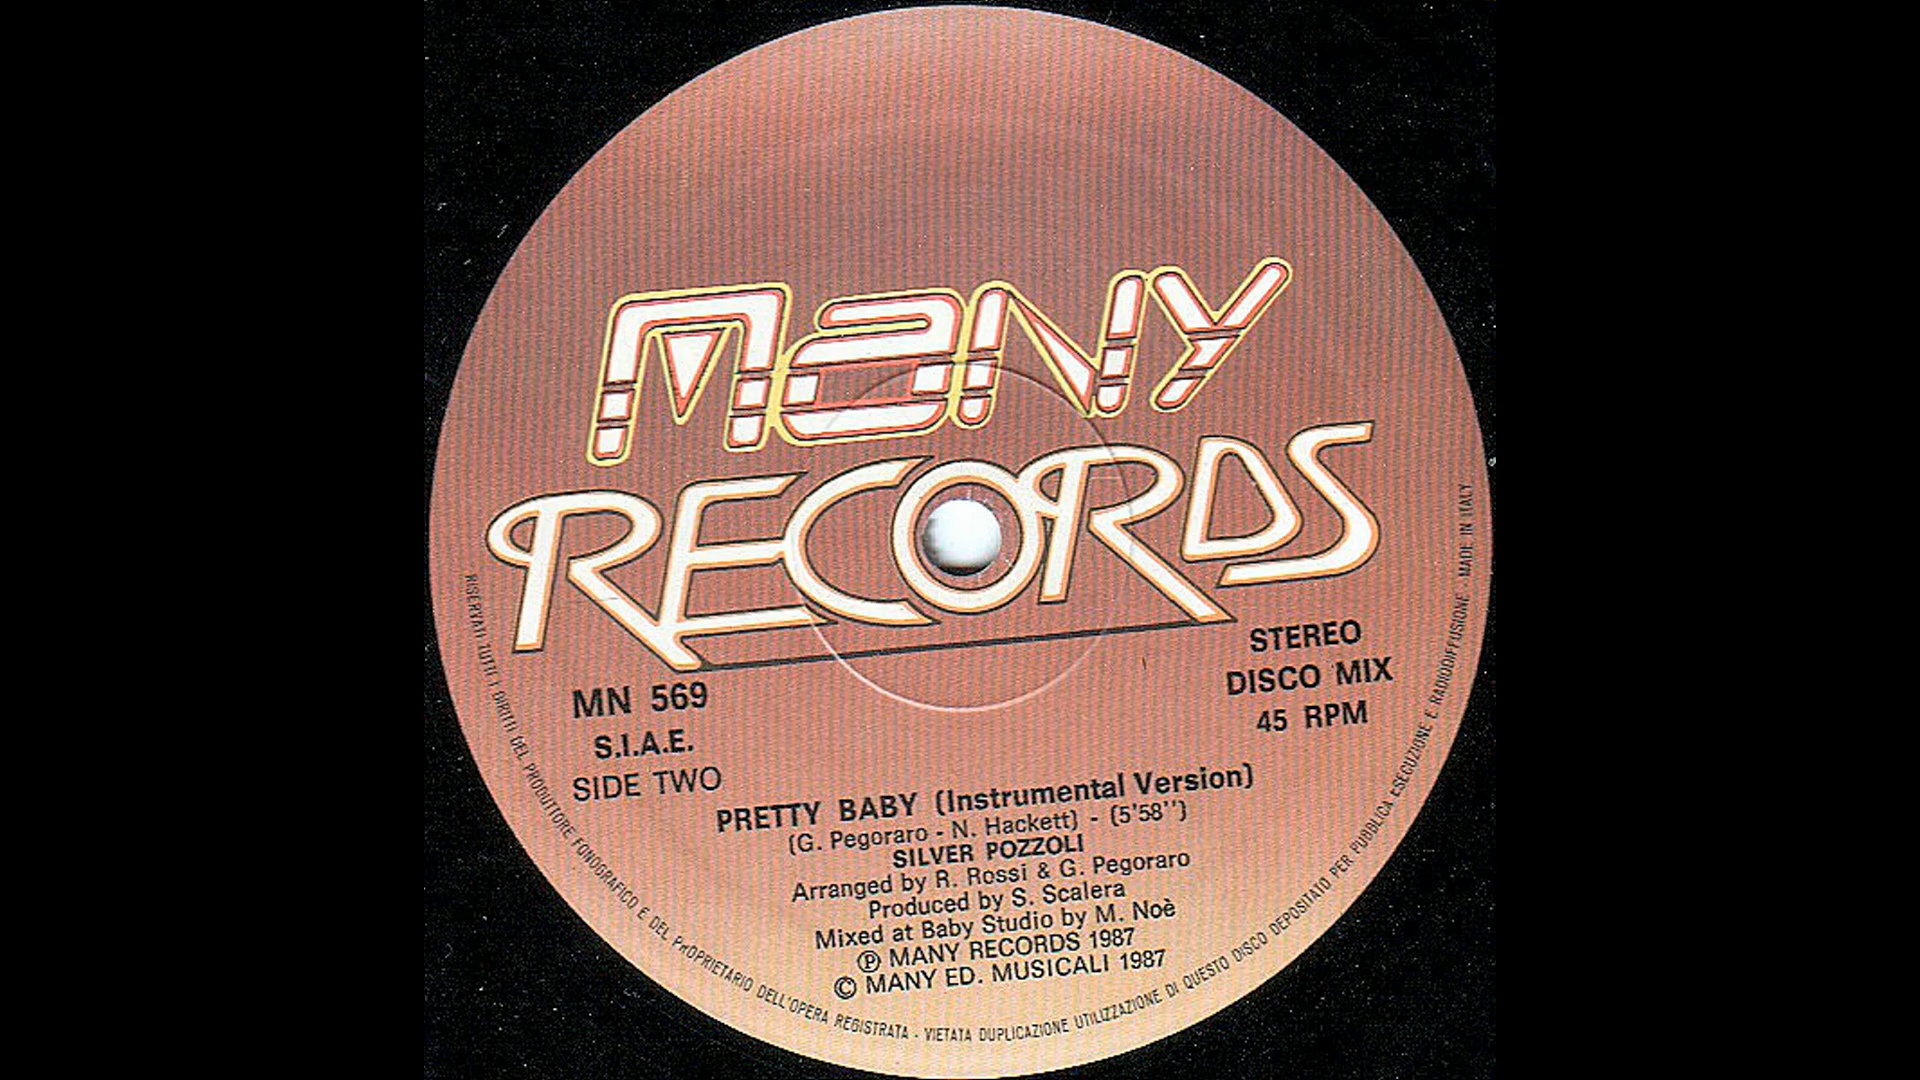 MANY
RECORDS
MN 569
S.I.A.E.
SIDE TWO
STEREO
DISCO MIX
45 RPM
PRETTY BABY (Instrumental Version)
(G. Pegoraro - N. Hackett) - (5'58'')
SILVER POZZOLI
Arranged by R. Rossi & G. Pegoraro
Produced by S. Scalera
Mixed at Baby Studio by M. Noè
Ⓟ MANY RECORDS 1987
© MANY ED. MUSICALI 1987
RISERVATI TUTTI I DIRITTI DEL PRODUTTORE FONOGRAFICO E DEL PROPRIETARIO DELL'OPERA REGISTRATA - VIETATA DUPLICAZIONE UTILIZZAZIONE DI QUESTO DISCO DEPOSITATO PER PUBBLICA ESECUZIONE E RADIODIFFUSIONE MADE IN ITALY